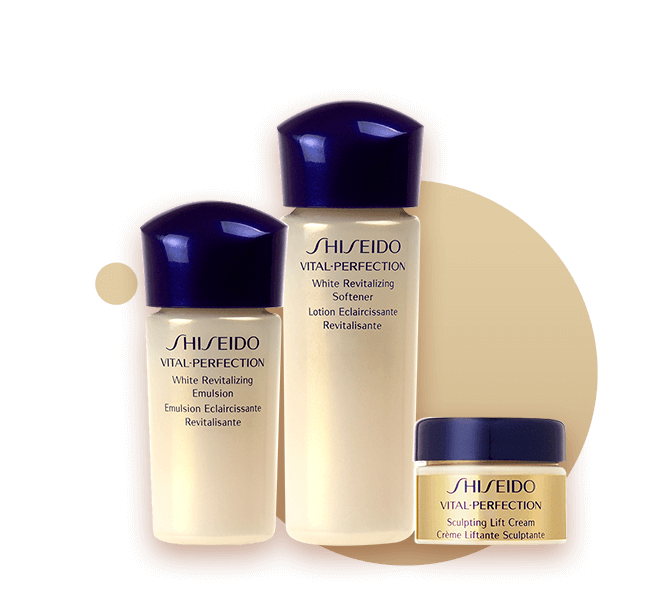 SHISEIDO
VITAL-PERFECTION
White Revitalizing
Emulsion
Emulsion Eclaircissante
Revitalisante
SHISEIDO
VITAL-PERFECTION
White Revitalizing
Softener
Lotion Eclaircissante
Revitalisante
SHISEIDO
VITAL-PERFECTION
Sculpting Lift Cream
Crème Liftante Sculptante